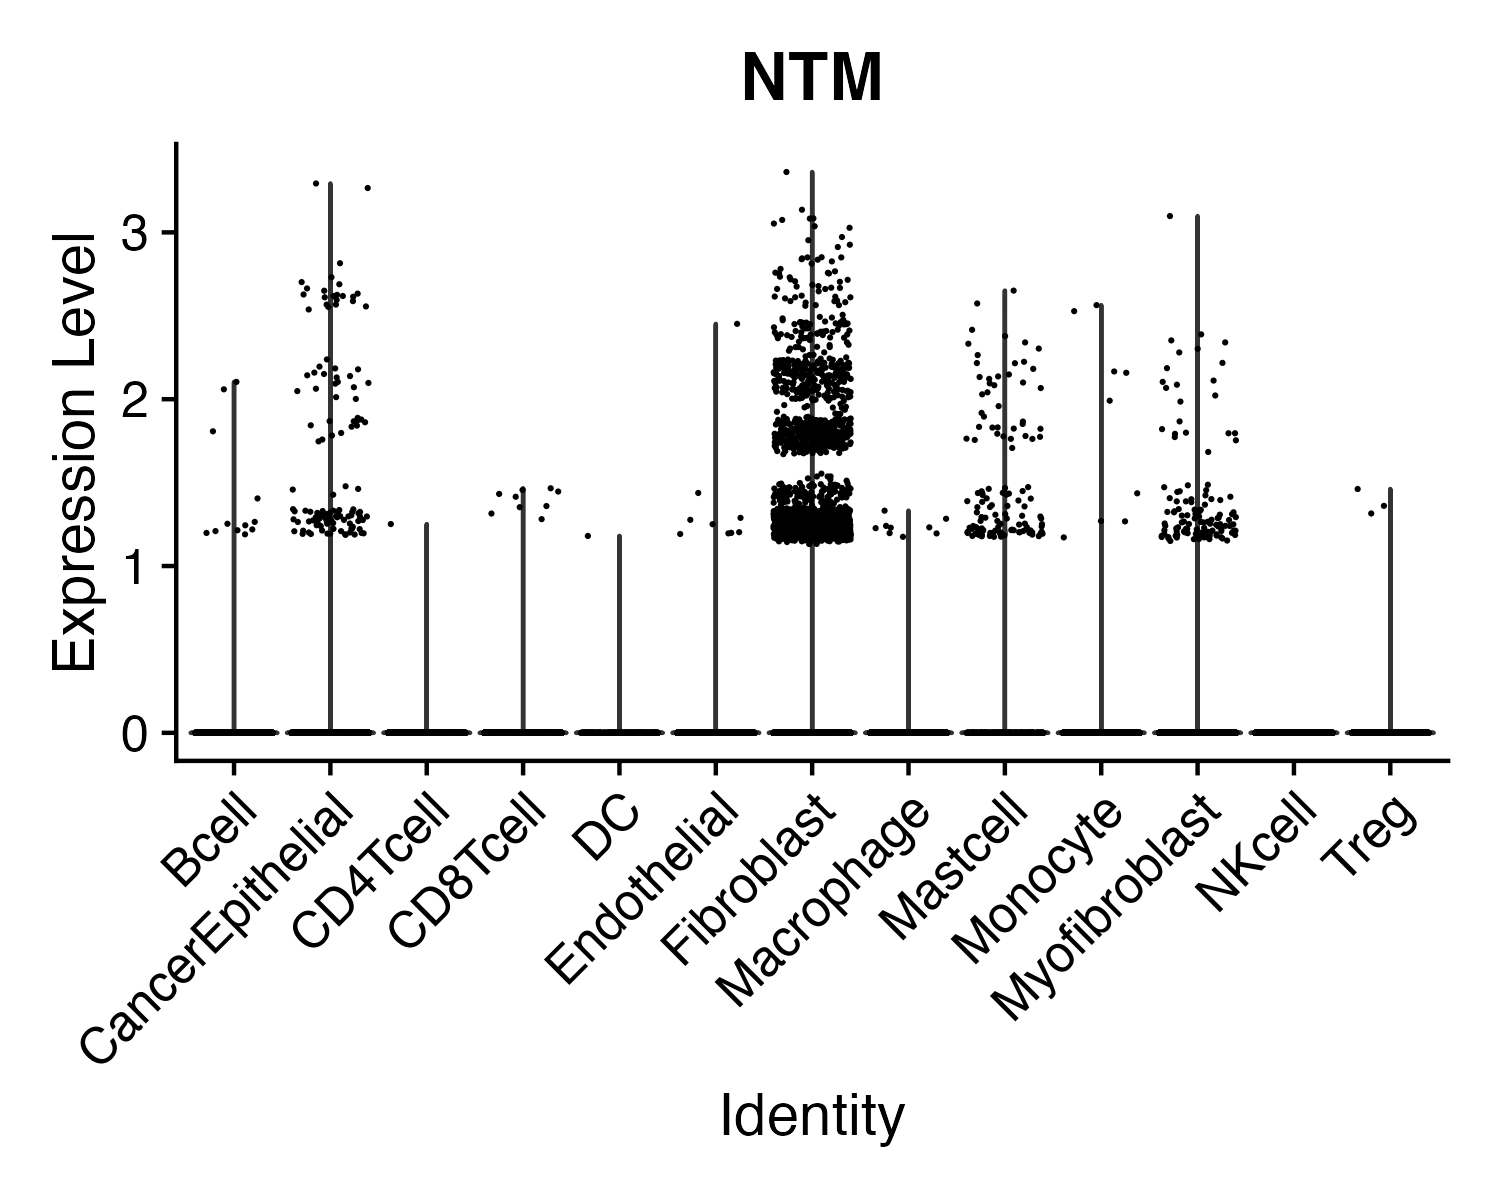 NTM
Expression Level
3
2
1
0
Bcell
CancerEpithelial
CD4Tcell
CD8Tcell
DC
Endothelial
Fibroblast
Macrophage
Mastcell
Monocyte
Myofibroblast
NKcell
Treg
Identity